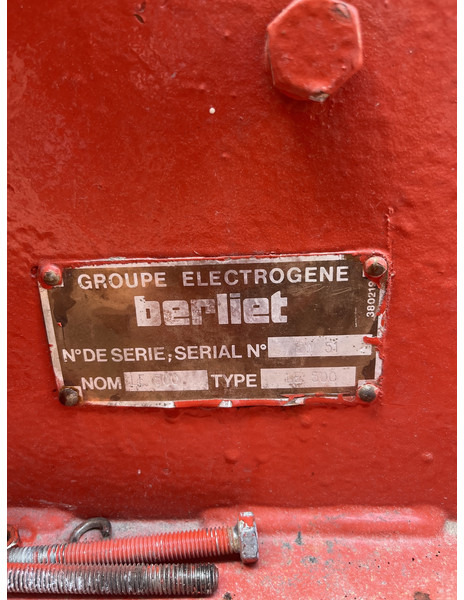 GROUPE ELECTROGENE
berliet
380219
N° DE SERIE, SERIAL N°
NOM TYPE